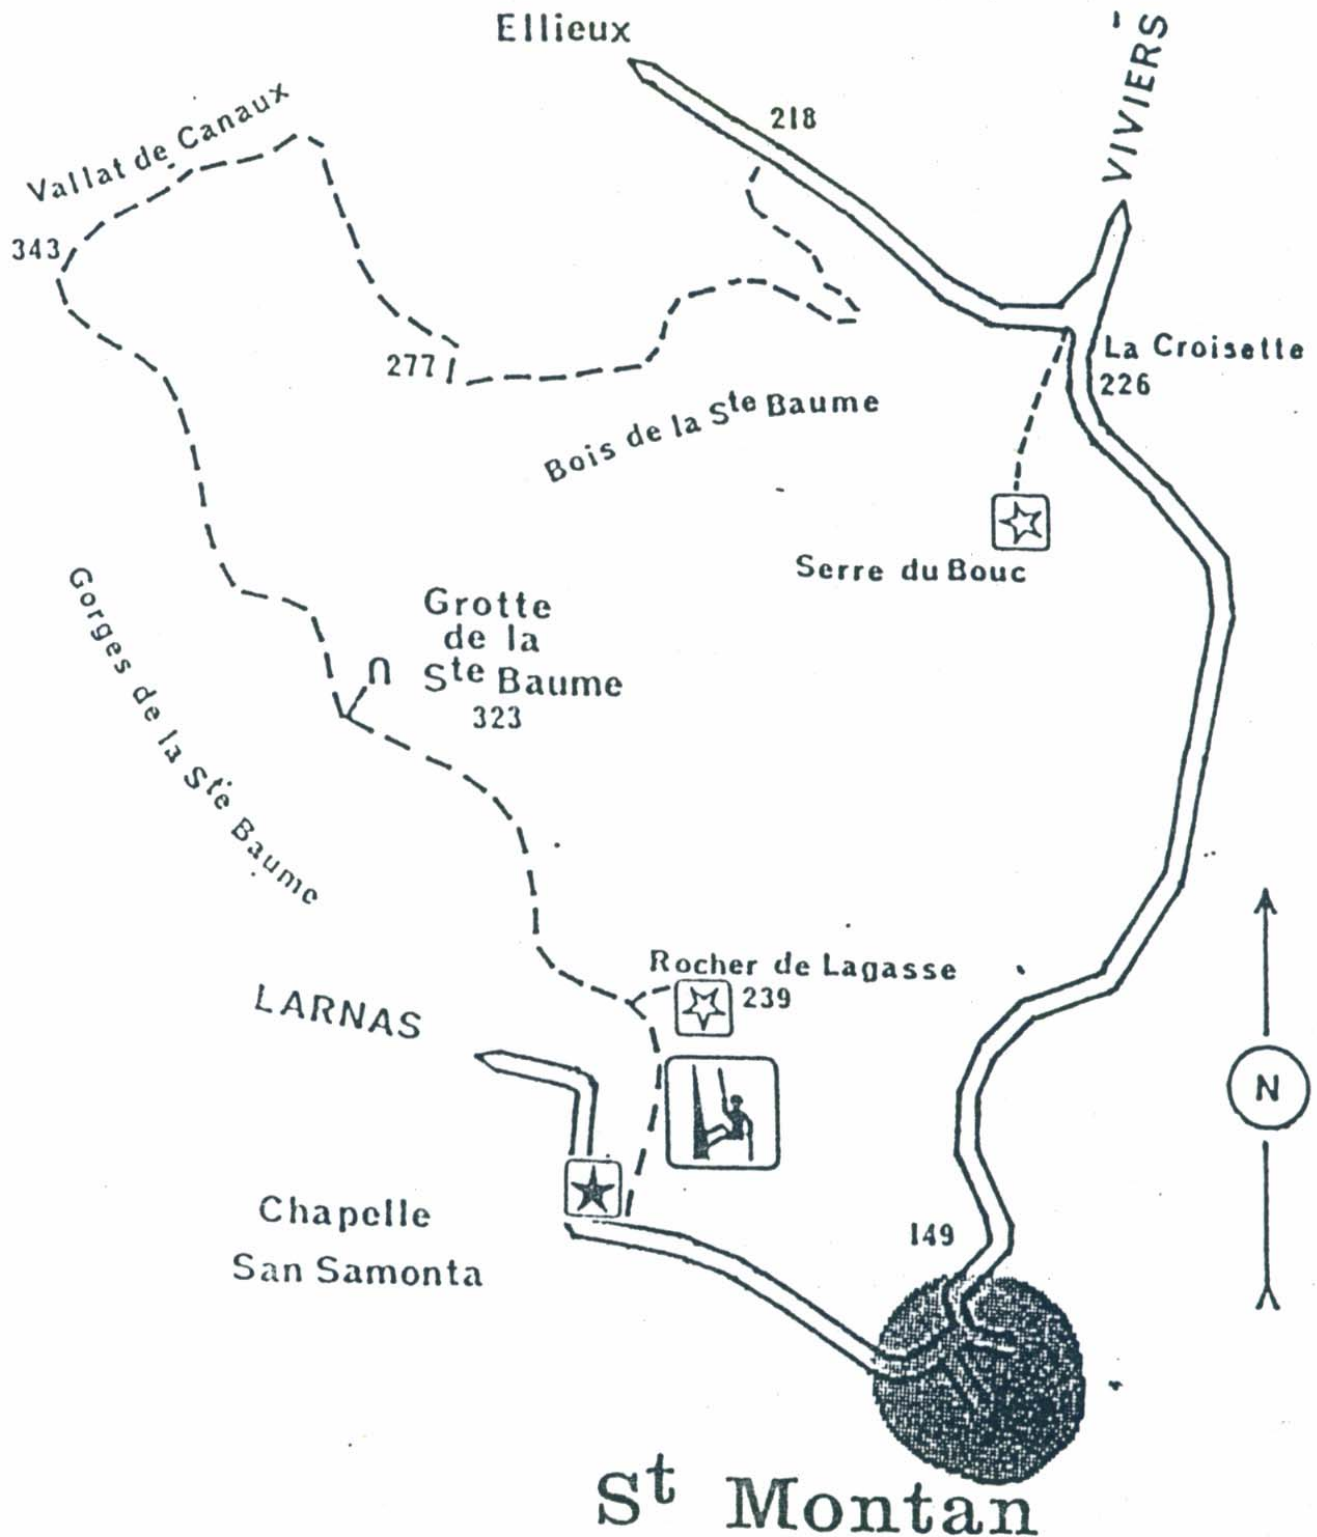 Ellieux
VIVIERS
218
Vallat de Canaux
343
La Croisette
226
277
Bois de la Ste Baume
Serre du Bouc
Grotte
de la
Ste Baume
323
Gorges de la Ste Baume
Rocher de Lagasse
239
LARNAS
N
Chapelle
San Samonta
149
St Montan